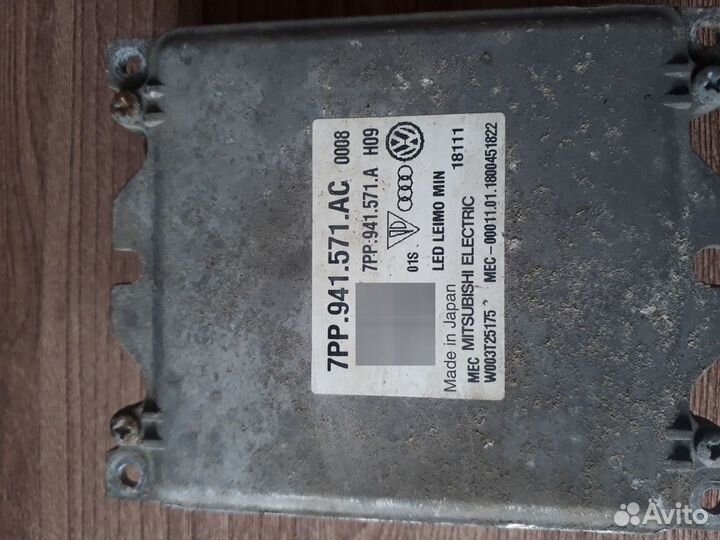 7PP.941.571.AC 0008
7PP.941.571.A H09
01S
LED LEIMO MIN 18111
Made in Japan
MEC MITSUBISHI ELECTRIC
W003T25175 MEC-00011.01.1800451822
Avito